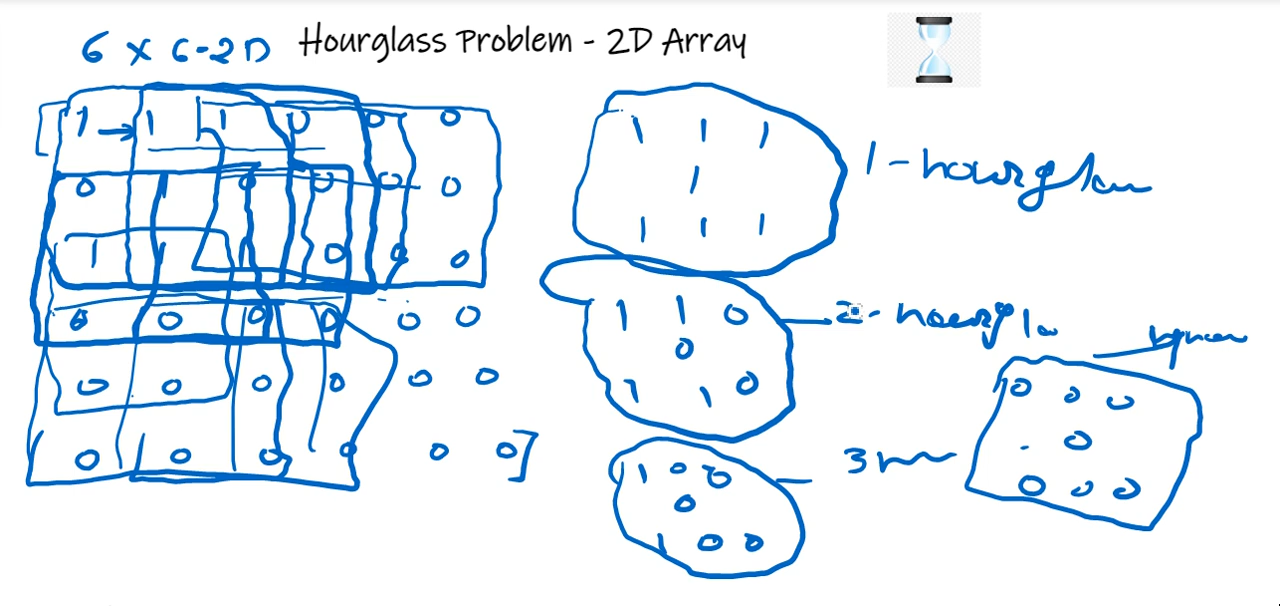 6 X 6-2D Hourglass Problem - 2D Array
1 1 1 0 0 0
0 1 0 0 0 0
1 1 1 0 0 0
0 0 0 0 0 0
0 0 0 0 0 0
0 0 0 0 0 0]
1 1 1
1
1 1 1
1-hourglass
1 1 0
0
1 1 0
2-
1 0 0
0
1 0 0
3
0 0 0
0
0 0 0